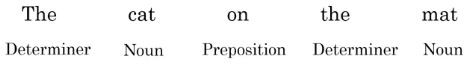 The cat on the mat
Determiner Noun Preposition Determiner Noun